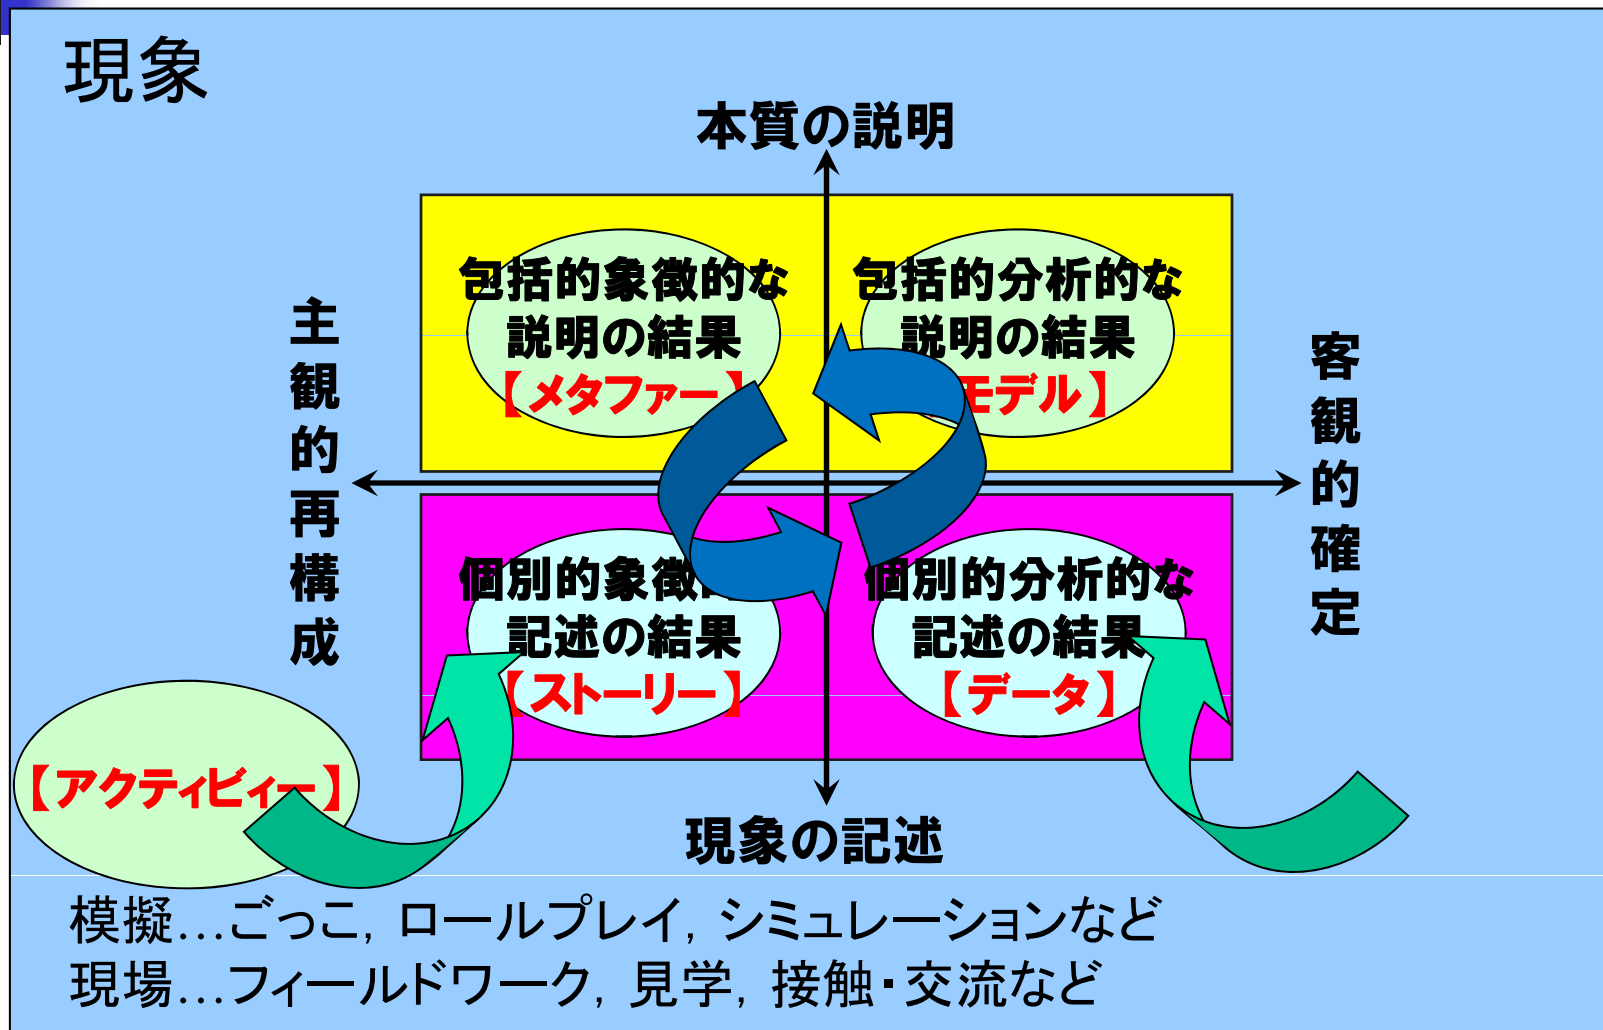 現象
本質の説明
包括的象徴的な
説明の結果
【メタファー】
包括的分析的な
説明の結果
モデル】
主観的再構成
客観的確定
個別的象徴
記述の結果
【ストーリー】
個別的分析的な
記述の結果
【データ】
【アクティビィー】
現象の記述
模擬…ごっこ, ロールプレイ, シミュレーションなど
現場…フィールドワーク, 見学, 接触・交流など